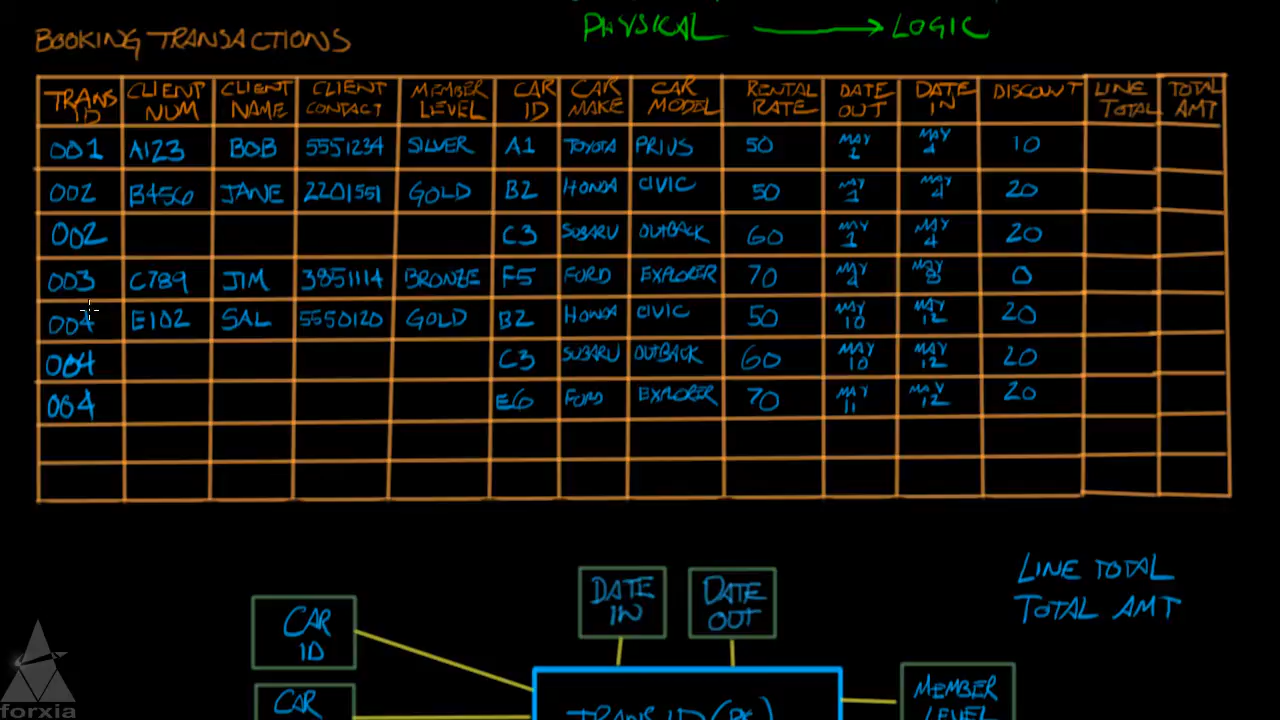 PHYSICAL → LOGIC
BOOKING TRANSACTIONS
TRANS ID | CLIENT NUM | CLIENT NAME | CLIENT CONTACT | MEMBER LEVEL | CAR ID | CAR MAKE | CAR MODEL | RENTAL RATE | DATE OUT | DATE IN | DISCOUNT | LINE TOTAL | TOTAL AMT
001 | A123 | BOB | 5551234 | SILVER | A1 | TOYOTA | PRIUS | 50 | MAY 1 | MAY 4 | 10
002 | B456 | JANE | 2201551 | GOLD | B2 | HONDA | CIVIC | 50 | MAY 1 | MAY 4 | 20
002 | C3 | SUBARU | OUTBACK | 60 | MAY 1 | MAY 4 | 20
003 | C789 | JIM | 3851114 | BRONZE | F5 | FORD | EXPLORER | 70 | MAY 4 | MAY 8 | 0
004 | E102 | SAL | 5550120 | GOLD | B2 | HONDA | CIVIC | 50 | MAY 10 | MAY 12 | 20
004 | C3 | SUBARU | OUTBACK | 60 | MAY 10 | MAY 12 | 20
004 | E6 | FORD | EXPLORER | 70 | MAY 11 | MAY 12 | 20
LINE TOTAL
TOTAL AMT
DATE IN
DATE OUT
CAR ID
CAR
TRANS ID (PK)
MEMBER LEVEL
forxia